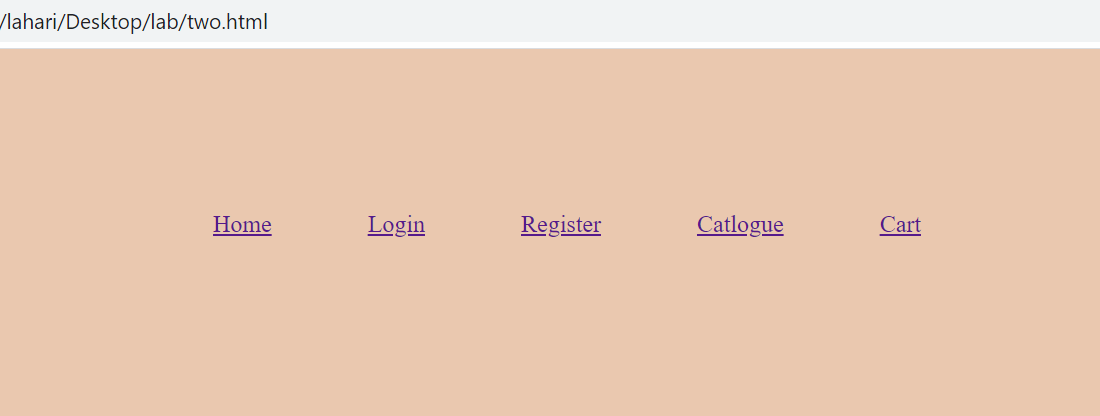 /lahari/Desktop/lab/two.html
Home Login Register Catlogue Cart